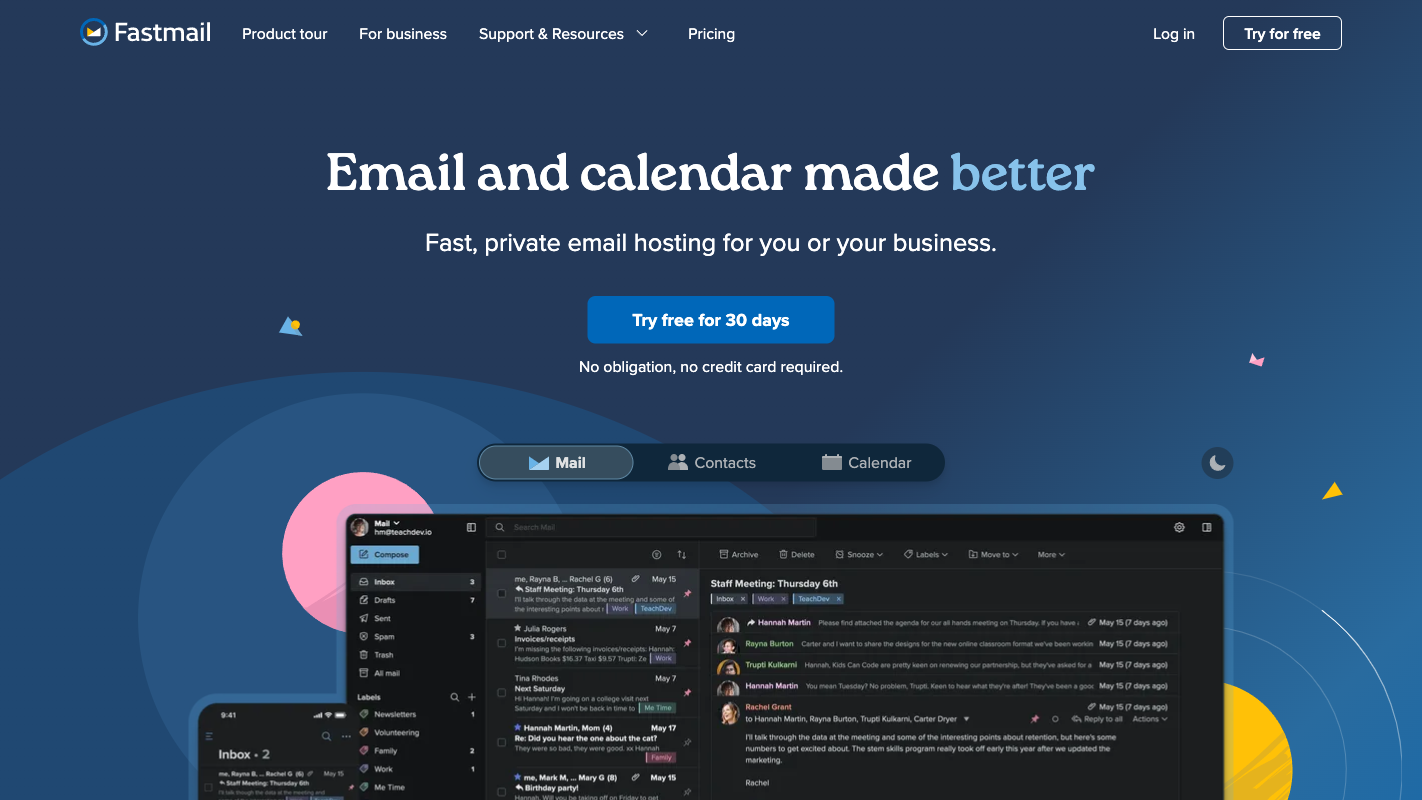 Fastmail
Product tour
For business
Support & Resources
Pricing
Log in
Try for free
Email and calendar made better
Fast, private email hosting for you or your business.
Try free for 30 days
No obligation, no credit card required.
Mail
Contacts
Calendar
Mail
hm@teachdev.io
Search Mail
Compose
Inbox 3
Drafts 7
Sent
Spam 3
Trash
All mail
Labels
Newsletters 1
Volunteering
Family 2
Work 1
Me Time
me, Rayna B, ... Rachel G (6) May 15
Staff Meeting: Thursday 6th
I'll talk through the data at the meeting and some of
the interesting points about Work TeachDev
Julia Rogers May 7
Invoices/receipts
I'm missing the following invoices/receipts: Hannah:
Hudson Books $16.37 Taxi $9.57 Trupti: Ze Work
Tina Rhodes May 7
Next Saturday
Hannah! I'm going on a college visit next
Saturday and I won't be back in time to Me Time
Hannah Martin, Mom (4) May 17
Re: Did you hear the one about the cat?
They were so bad, they were good. xx Hannah
Family
me, Mark M, ... Mary G (8) May 15
Birthday party!
Hannah, Will you be taking off on Friday to get
Archive Delete Snooze Labels Move to More
Staff Meeting: Thursday 6th
Inbox × Work × TeachDev ×
Hannah Martin Please find attached the agenda for our all hands meeting on Thursday. If you have May 15 (7 days ago)
Rayna Burton Carter and I want to share the designs for the new online classroom format we've been working May 15 (7 days ago)
Trupti Kulkarni Hannah, Kids Can Code are pretty keen on renewing our partnership, but they've asked for a May 15 (7 days ago)
Hannah Martin You mean Tuesday? No problem, Trupti. Keen to hear what they're after! They've been a good May 15 (7 days ago)
Rachel Grant May 15 (7 days ago)
to Hannah Martin, Rayna Burton, Trupti Kulkarni, Carter Dryer Reply to all Actions
I'll talk through the data at the meeting and some of the interesting points about retention, but here's some
numbers to get excited about. The stem skills program really took off early this year after we updated the
marketing.
Rachel
9:41
Inbox • 2
me, Rayna B, ... Rachel G (6) May 15
Staff Meeting: Thursday 6th
I'll talk through the data at the meeting and some of
the interesting points about Work TeachDev